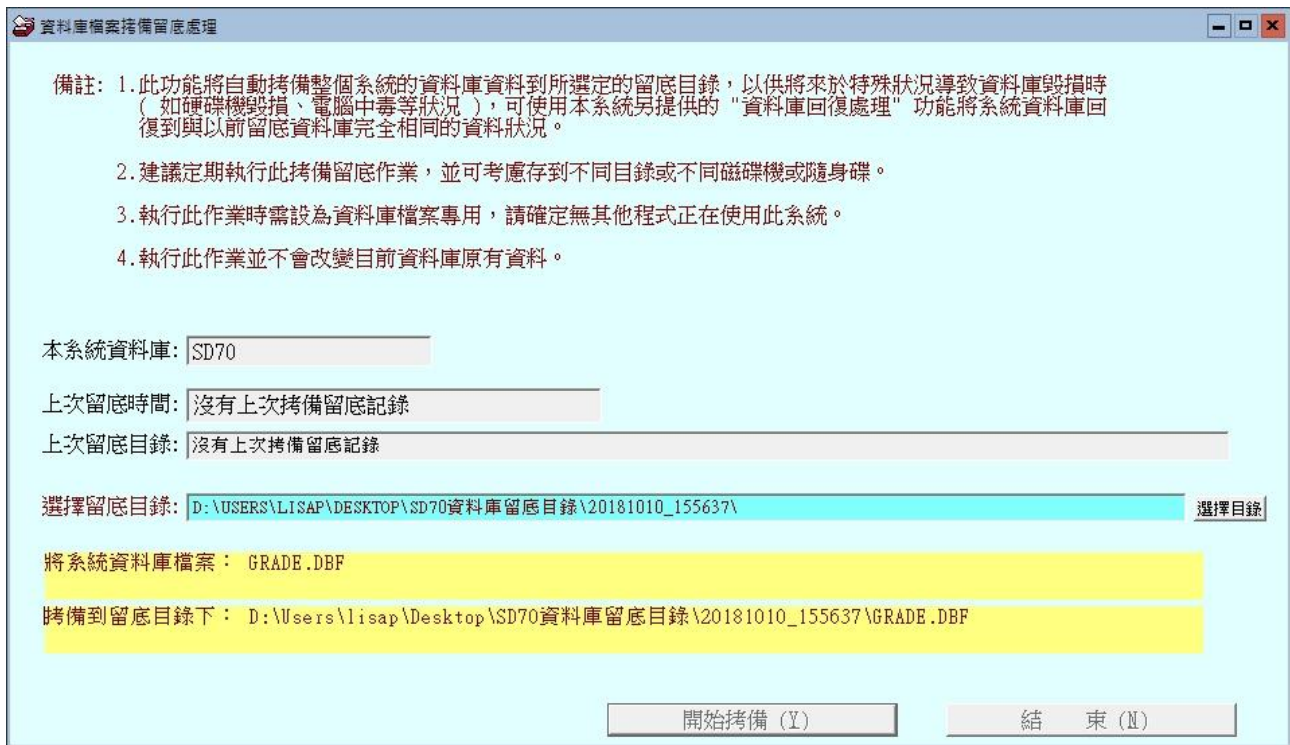 資料庫檔案拷備留底處理
備註: 1.此功能將自動拷備整個系統的資料庫資料到所選定的留底目錄，以供將來於特殊狀況導致資料庫毀損時
( 如硬碟機毀損、電腦中毒等狀況 )，可使用本系統另提供的 "資料庫回復處理" 功能將系統資料庫回
復到與以前留底資料庫完全相同的資料狀況。
2.建議定期執行此拷備留底作業，並可考慮存到不同目錄或不同磁碟機或隨身碟。
3.執行此作業時需設為資料庫檔案專用，請確定無其他程式正在使用此系統。
4.執行此作業並不會改變目前資料庫原有資料。
本系統資料庫: SD70
上次留底時間: 沒有上次拷備留底記錄
上次留底目錄: 沒有上次拷備留底記錄
選擇留底目錄: D:\USERS\LISAP\DESKTOP\SD70資料庫留底目錄\20181010_155637\ 選擇目錄
將系統資料庫檔案： GRADE.DBF
拷備到留底目錄下： D:\Users\lisap\Desktop\SD70資料庫留底目錄\20181010_155637\GRADE.DBF
開始拷備 (Y) 結 束 (N)